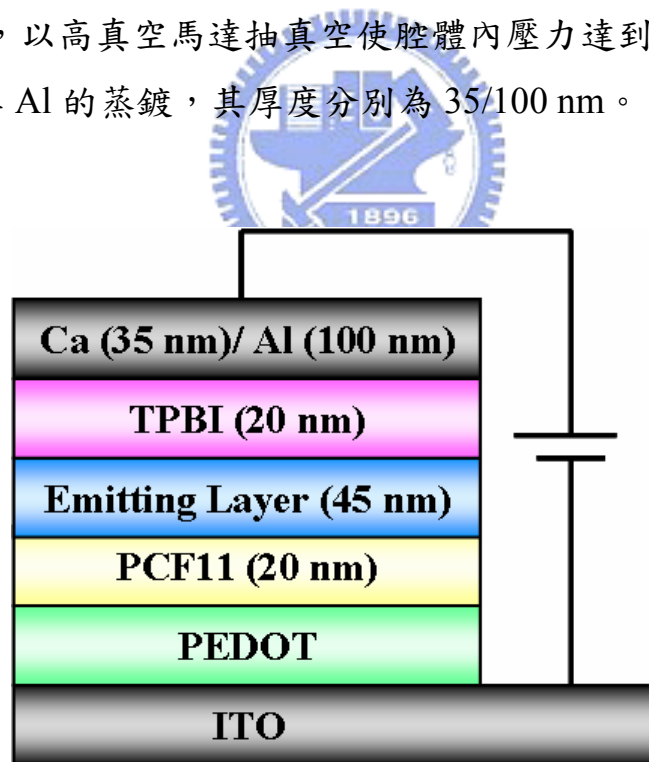 ，以高真空馬達抽真空使腔體內壓力達到
Al 的蒸鍍，其厚度分別為 35/100 nm。
1896
Ca (35 nm)/ Al (100 nm)
TPBI (20 nm)
Emitting Layer (45 nm)
PCF11 (20 nm)
PEDOT
ITO